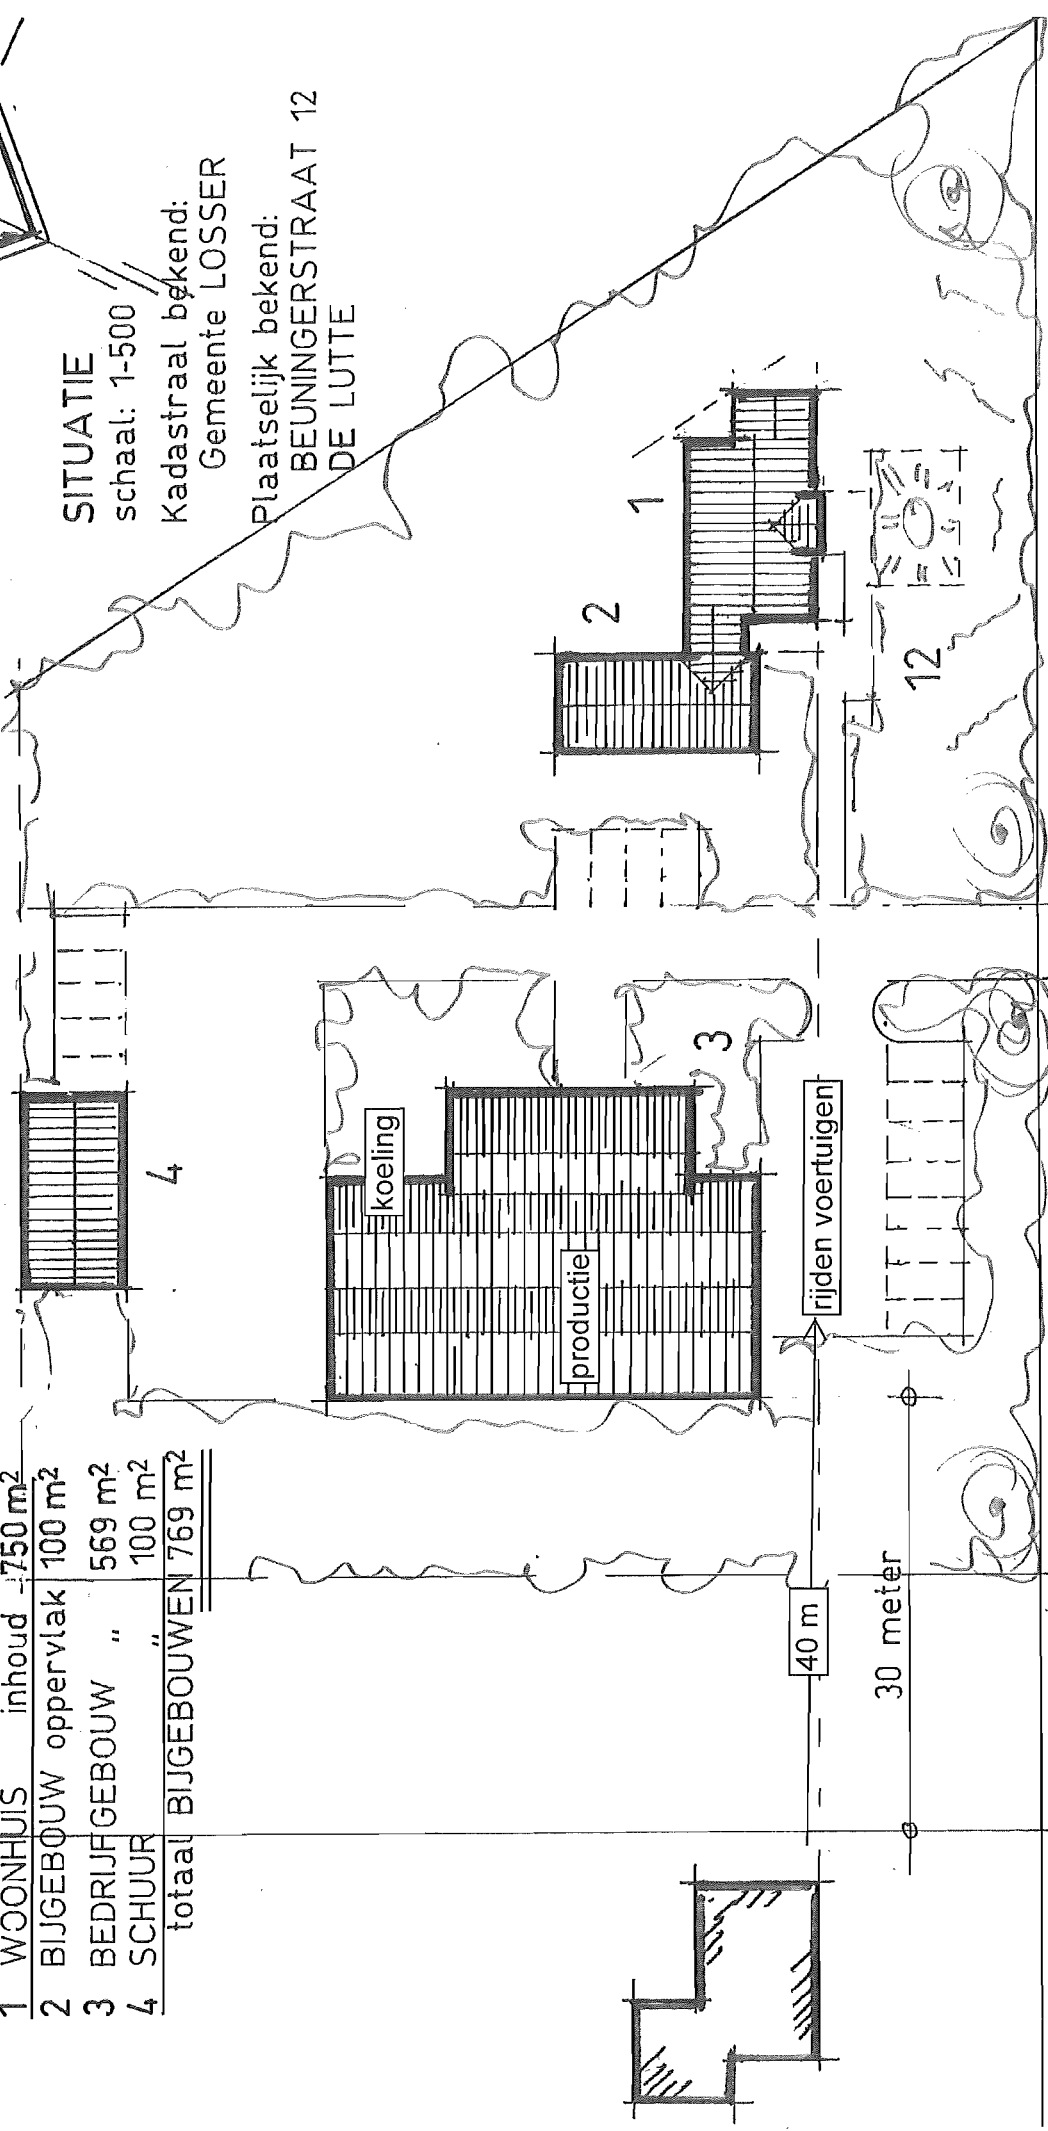 SITUATIE
schaal: 1-500
Kadastraal bekend:
Gemeente LOSSER
Plaatselijk bekend:
BEUNINGERSTRAAT 12
DE LUTTE
1 WOONHUIS inhoud 750 m²
2 BIJGEBOUW oppervlak 100 m²
3 BEDRIJFGEBOUW " 569 m²
4 SCHUUR " 100 m²
totaal BIJGEBOUWEN 769 m²
4
koeling
productie
3
2
1
12
rijden voertuigen
40 m
30 meter